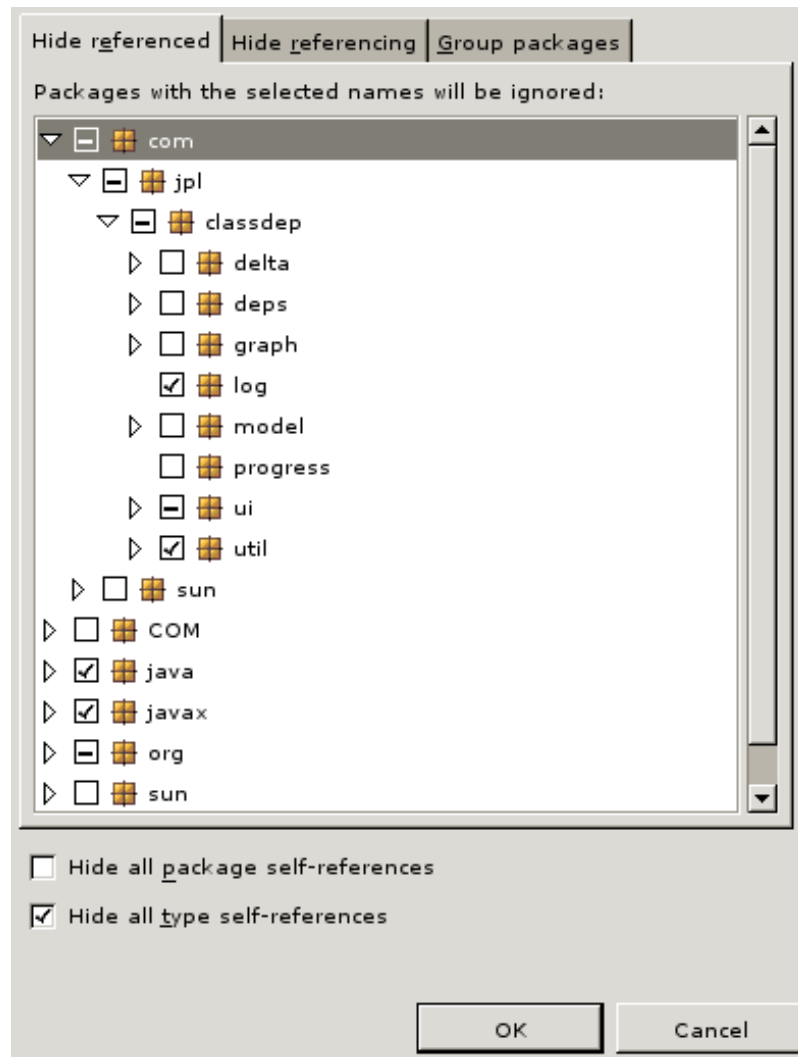 Hide referenced Hide referencing Group packages
Packages with the selected names will be ignored:
com
jpl
classdep
delta
deps
graph
log
model
progress
ui
util
sun
COM
java
javax
org
sun
Hide all package self-references
Hide all type self-references
OK Cancel